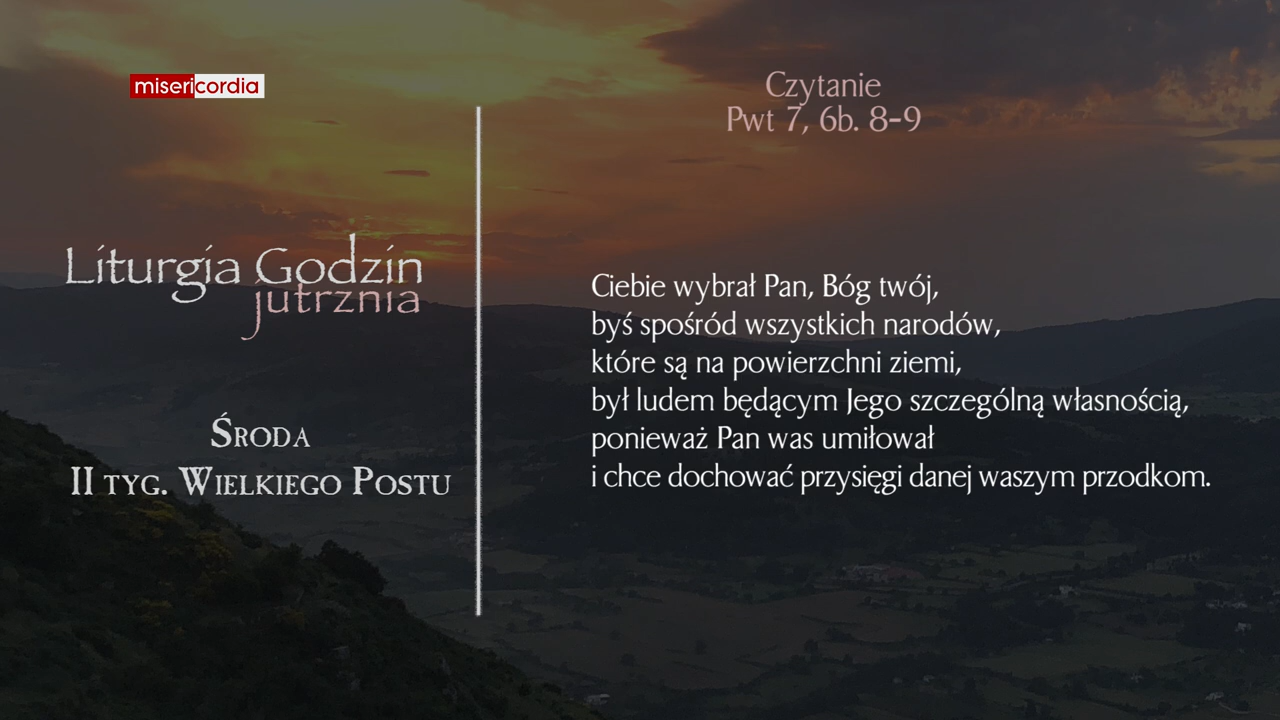 misericordia
Liturgia Godzin
jutrznia
Środa
II tyg. Wielkiego Postu
Czytanie
Pwt 7, 6b. 8-9
Ciebie wybrał Pan, Bóg twój,
byś spośród wszystkich narodów,
które są na powierzchni ziemi,
był ludem będącym Jego szczególną własnością,
ponieważ Pan was umiłował
i chce dochować przysięgi danej waszym przodkom.